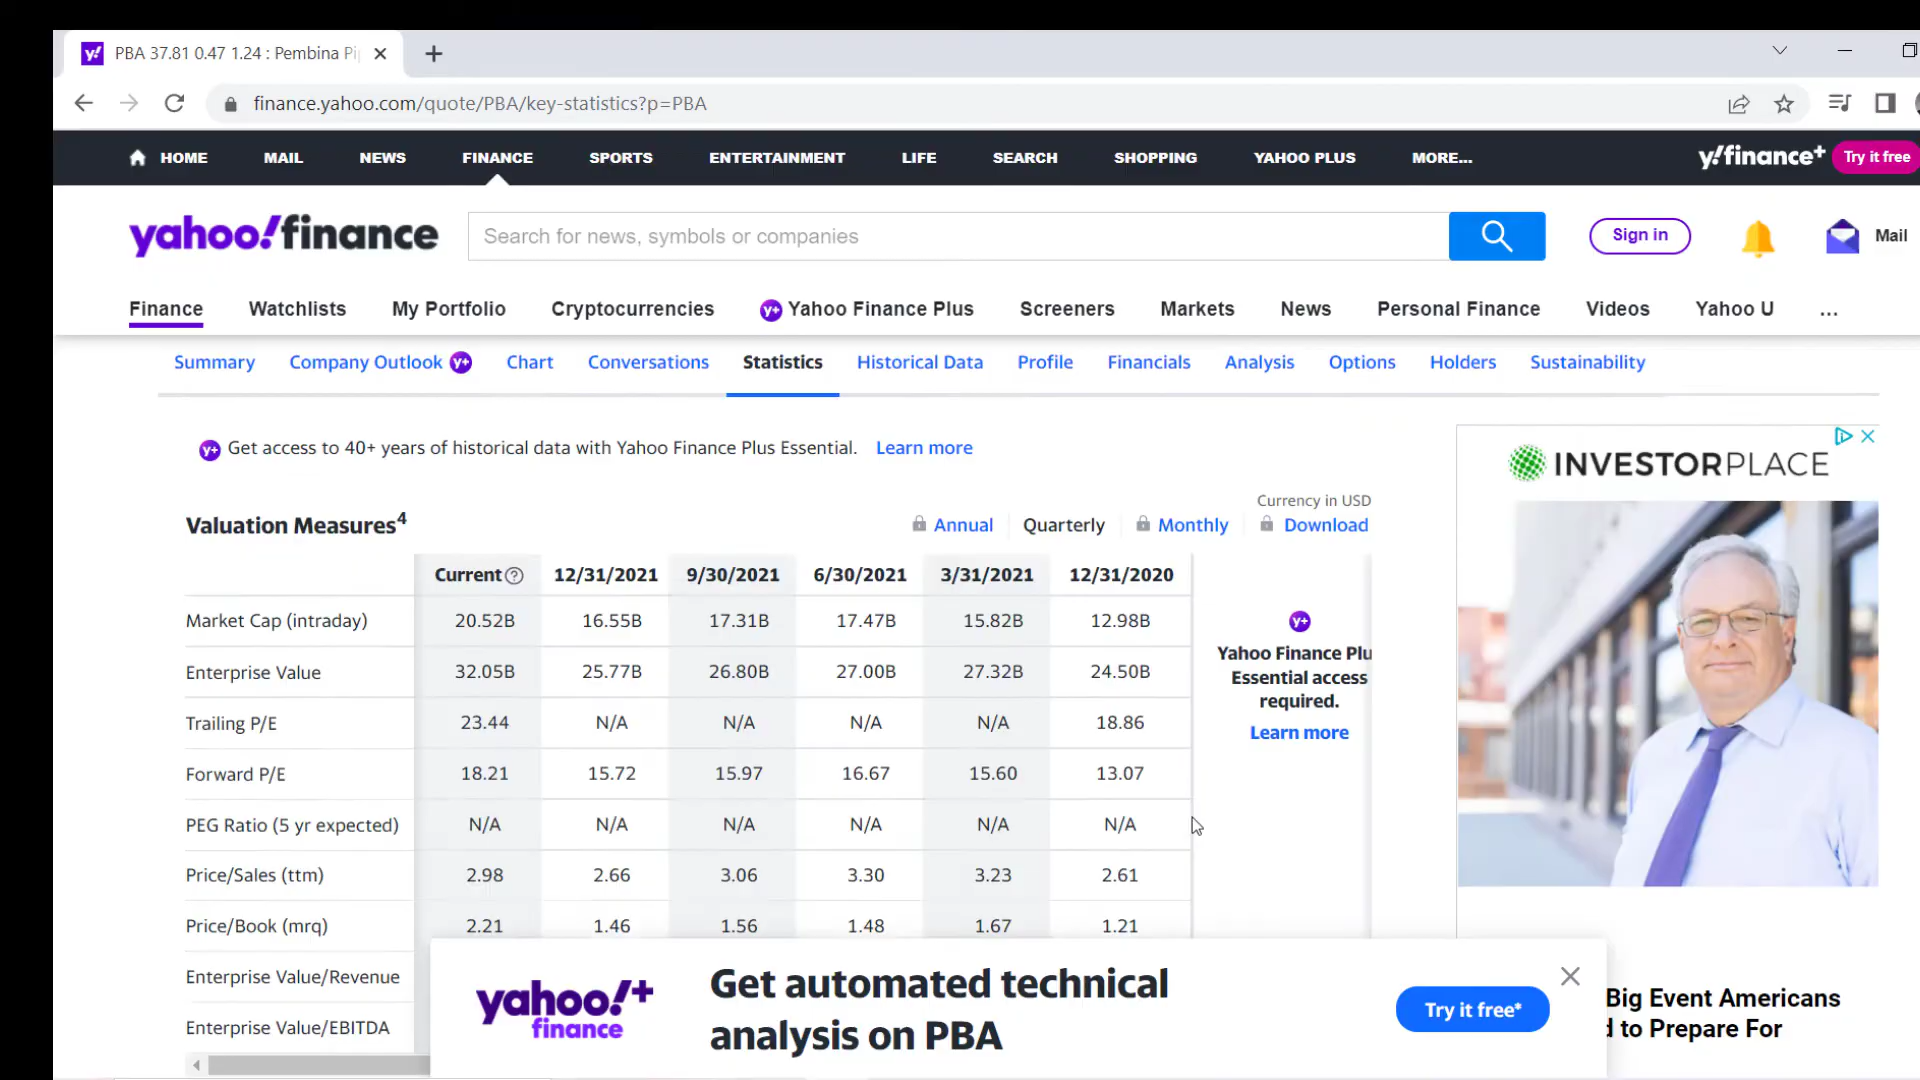 PBA 37.81 0.47 1.24 : Pembina Pi
finance.yahoo.com/quote/PBA/key-statistics?p=PBA
HOME MAIL NEWS FINANCE SPORTS ENTERTAINMENT LIFE SEARCH SHOPPING YAHOO PLUS MORE... y!finance+ Try it free
yahoo!finance Search for news, symbols or companies Sign in Mail
Finance Watchlists My Portfolio Cryptocurrencies y+ Yahoo Finance Plus Screeners Markets News Personal Finance Videos Yahoo U ...
Summary Company Outlook y+ Chart Conversations Statistics Historical Data Profile Financials Analysis Options Holders Sustainability
y+ Get access to 40+ years of historical data with Yahoo Finance Plus Essential. Learn more
INVESTORPLACE
Currency in USD
Valuation Measures4 Annual Quarterly Monthly Download
Current 12/31/2021 9/30/2021 6/30/2021 3/31/2021 12/31/2020
Market Cap (intraday) 20.52B 16.55B 17.31B 17.47B 15.82B 12.98B
Enterprise Value 32.05B 25.77B 26.80B 27.00B 27.32B 24.50B
Trailing P/E 23.44 N/A N/A N/A N/A 18.86
Forward P/E 18.21 15.72 15.97 16.67 15.60 13.07
PEG Ratio (5 yr expected) N/A N/A N/A N/A N/A N/A
Price/Sales (ttm) 2.98 2.66 3.06 3.30 3.23 2.61
Price/Book (mrq) 2.21 1.46 1.56 1.48 1.67 1.21
Enterprise Value/Revenue
Enterprise Value/EBITDA
y+
Yahoo Finance Plu
Essential access
required.
Learn more
yahoo!+
finance
Get automated technical
analysis on PBA
Try it free*
Big Event Americans
d to Prepare For